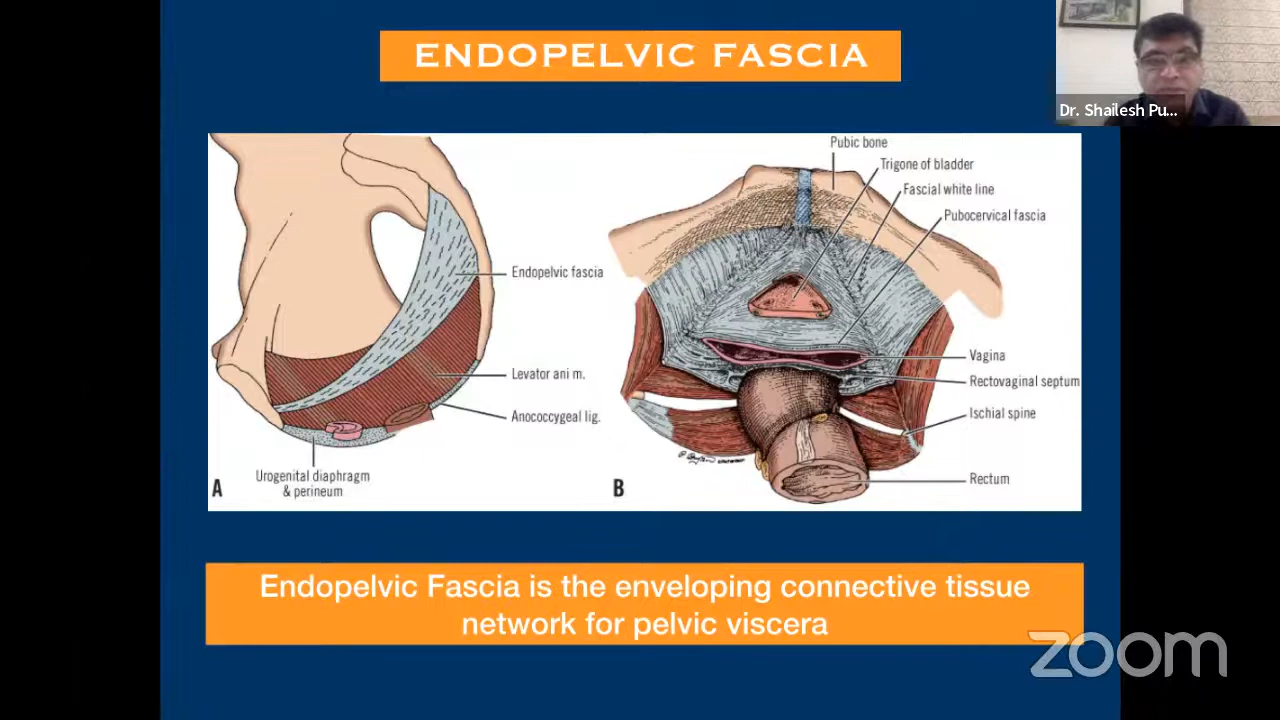 ENDOPELVIC FASCIA
Dr. Shailesh Pu...
Pubic bone
Trigone of bladder
Fascial white line
Pubocervical fascia
Endopelvic fascia
Levator ani m.
Anococcygeal lig.
Urogenital diaphragm
& perineum
A
Vagina
Rectovaginal septum
Ischial spine
Rectum
B
Endopelvic Fascia is the enveloping connective tissue
network for pelvic viscera
zoom